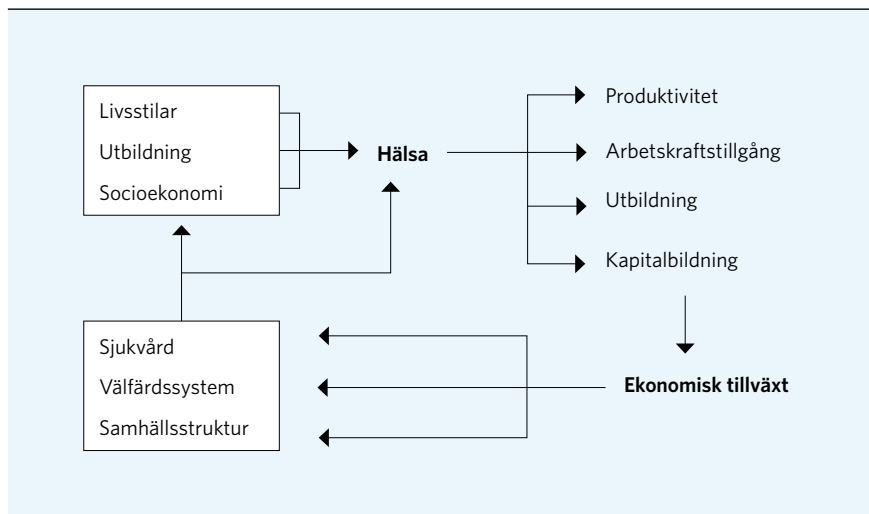 Livsstilar
Utbildning
Socioekonomi
Hälsa
Produktivitet
Arbetskraftstillgång
Utbildning
Kapitalbildning
Sjukvård
Välfärdssystem
Samhällsstruktur
Ekonomisk tillväxt